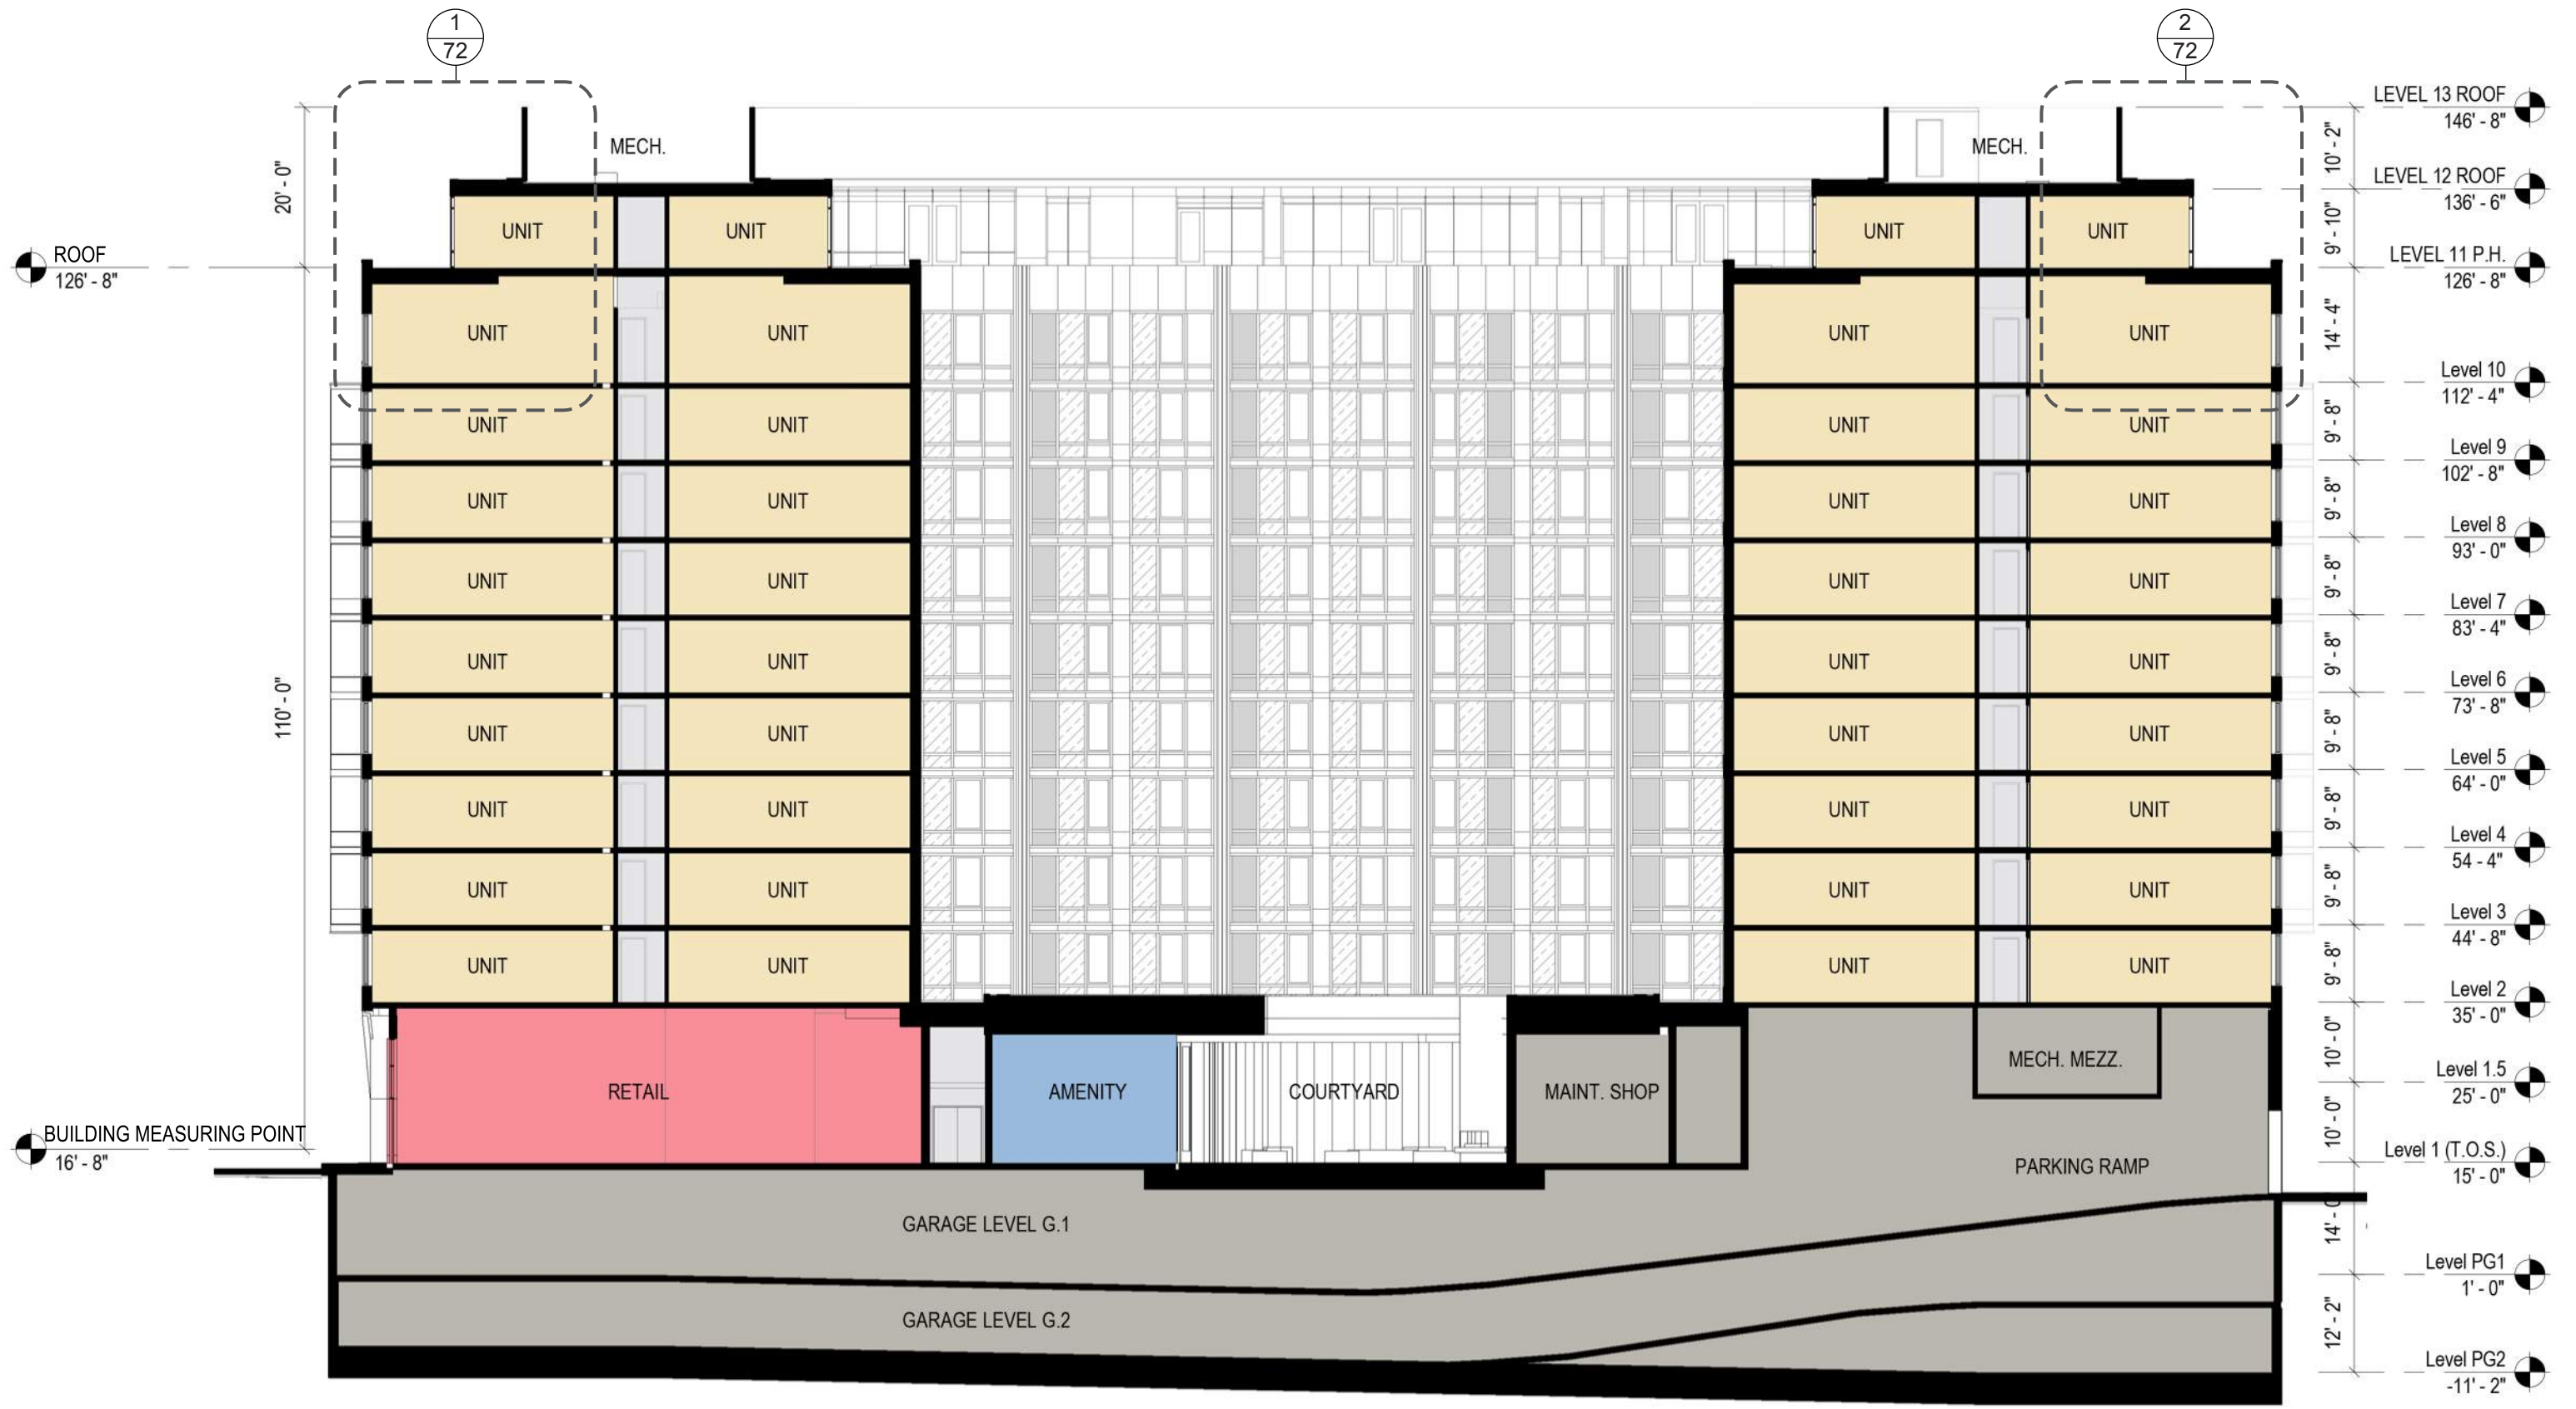 1
72
2
72
LEVEL 13 ROOF
146' - 8"
10' - 2"
MECH.
MECH.
20' - 0"
LEVEL 12 ROOF
136' - 6"
9' - 10"
UNIT
UNIT
UNIT
UNIT
ROOF
126' - 8"
LEVEL 11 P.H.
126' - 8"
14' - 4"
UNIT
UNIT
UNIT
UNIT
Level 10
112' - 4"
9' - 8"
UNIT
UNIT
UNIT
UNIT
Level 9
102' - 8"
9' - 8"
UNIT
UNIT
UNIT
UNIT
Level 8
93' - 0"
9' - 8"
UNIT
UNIT
UNIT
UNIT
Level 7
83' - 4"
9' - 8"
UNIT
UNIT
UNIT
UNIT
Level 6
73' - 8"
110' - 0"
9' - 8"
UNIT
UNIT
UNIT
UNIT
Level 5
64' - 0"
9' - 8"
UNIT
UNIT
UNIT
UNIT
Level 4
54 - 4"
9' - 8"
UNIT
UNIT
UNIT
UNIT
Level 3
44' - 8"
9' - 8"
UNIT
UNIT
UNIT
UNIT
Level 2
35' - 0"
10' - 0"
MECH. MEZZ.
Level 1.5
25' - 0"
RETAIL
AMENITY
COURTYARD
MAINT. SHOP
10' - 0"
BUILDING MEASURING POINT
16' - 8"
Level 1 (T.O.S.)
15' - 0"
PARKING RAMP
GARAGE LEVEL G.1
14' - 0
Level PG1
1' - 0"
GARAGE LEVEL G.2
12' - 2"
Level PG2
-11' - 2"